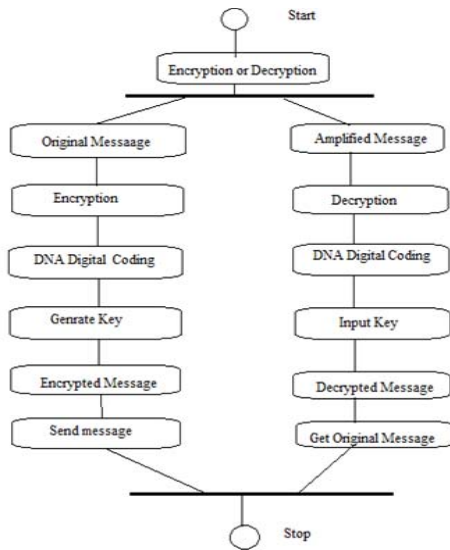 Start
Encryption or Decryption
Original Messaage
Amplified Message
Encryption
Decryption
DNA Digital Coding
DNA Digital Coding
Genrate Key
Input Key
Encrypted Message
Decrypted Message
Send message
Get Original Message
Stop